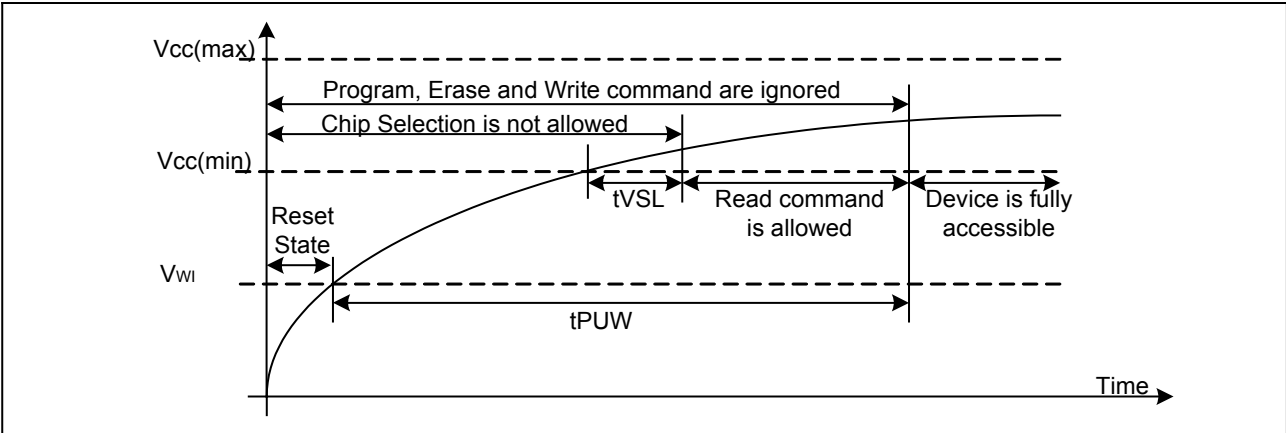 Vcc(max)
Program, Erase and Write command are ignored
Chip Selection is not allowed
Vcc(min)
tVSL
Read command
is allowed
Device is fully
accessible
Reset
State
VWI
tPUW
Time